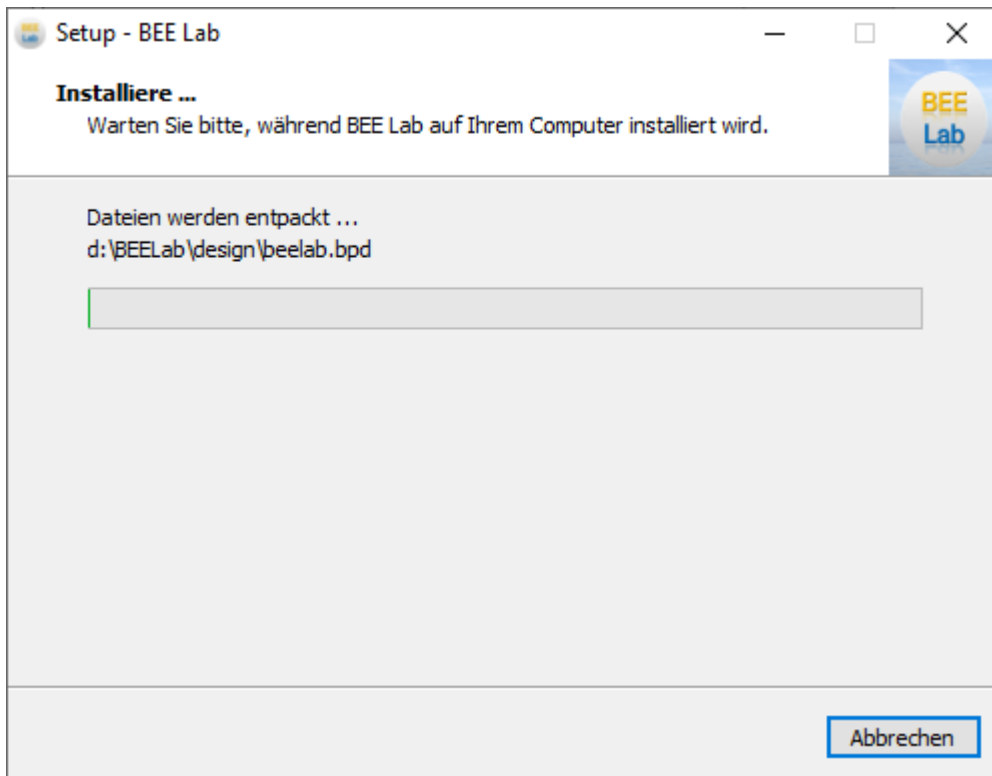 Setup - BEE Lab
Installiere ...
Warten Sie bitte, während BEE Lab auf Ihrem Computer installiert wird.
BEE
Lab
Dateien werden entpackt ...
d:\BEELab\design\beelab.bpd
Abbrechen